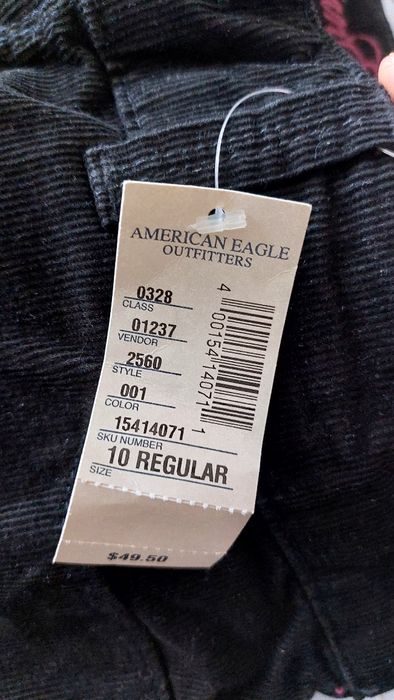 AMERICAN EAGLE
OUTFITTERS
0328
CLASS
01237
VENDOR
2560
STYLE
001
COLOR
15414071
SKU NUMBER
10 REGULAR
SIZE
4 00154 14071 1
$49.50